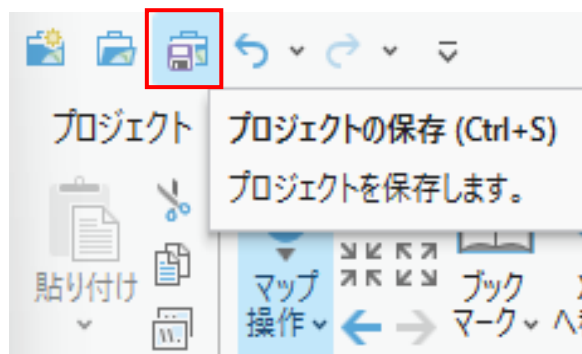 プロジェクト
プロジェクトの保存 (Ctrl+S)
プロジェクトを保存します。
貼り付け
マップ
操作
ブック
マーク